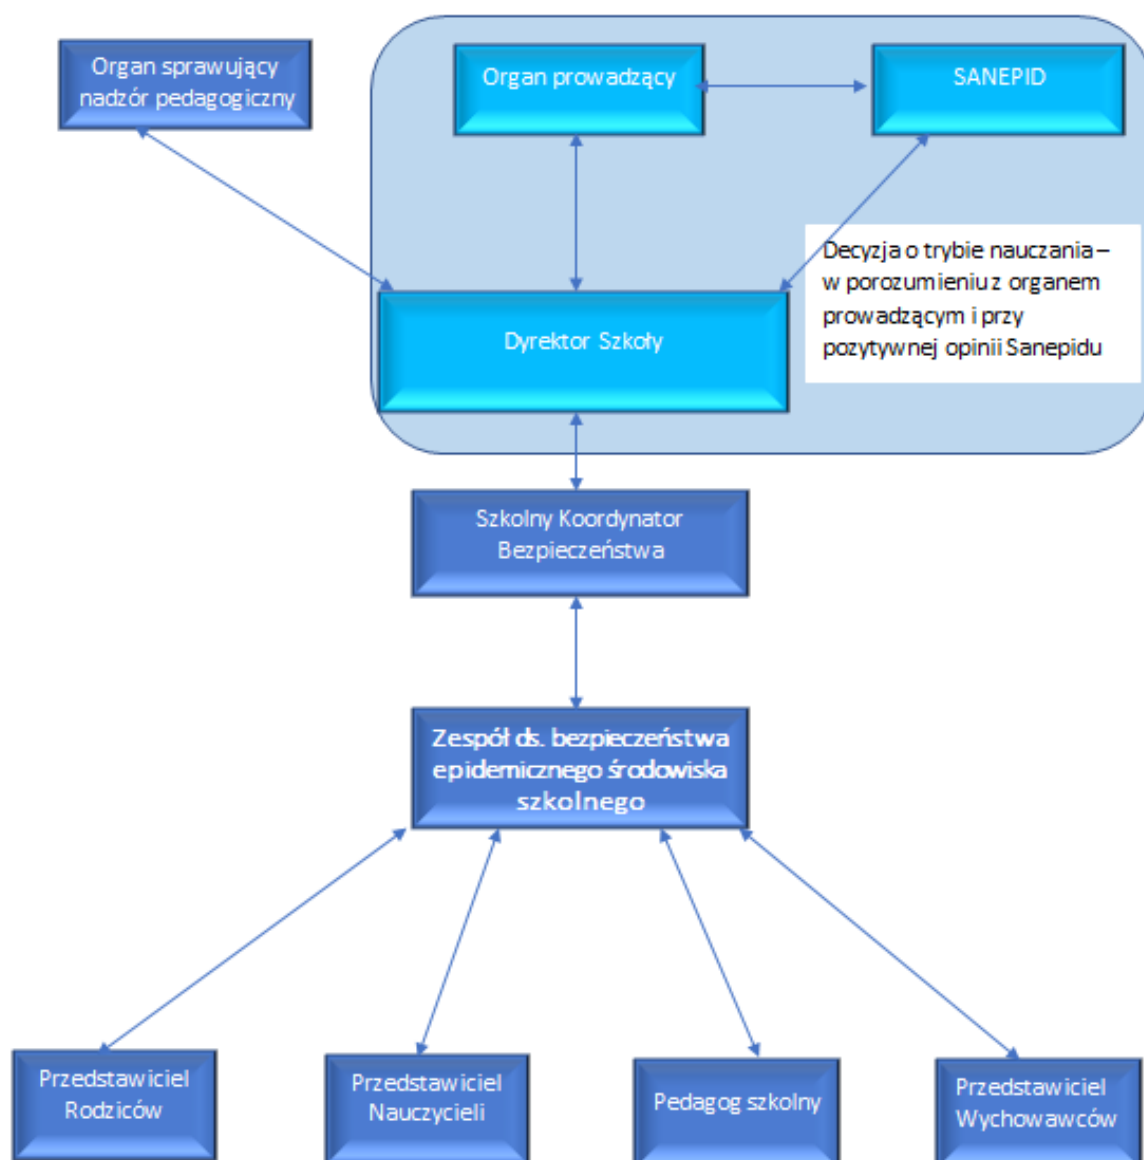 Organ sprawujący
nadzór pedagogiczny
Organ prowadzący
SANEPID
Decyzja o trybie nauczania –
w porozumieniu z organem
prowadzącym i przy
pozytywnej opinii Sanepidu
Dyrektor Szkoły
Szkolny Koordynator
Bezpieczeństwa
Zespół ds. bezpieczeństwa
epidemicznego środowiska
szkolnego
Przedstawiciel
Rodziców
Przedstawiciel
Nauczycieli
Pedagog szkolny
Przedstawiciel
Wychowawców